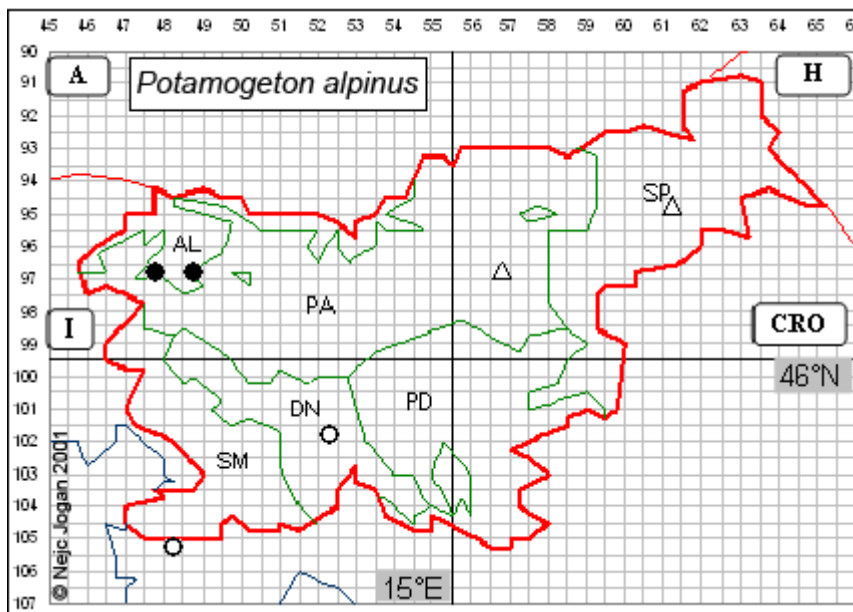 45 46 47 48 49 50 51 52 53 54 55 56 57 58 59 60 61 62 63 64 65 6
90
91
92
93
94
95
96
97
98
99
100
101
102
103
104
105
106
107
A
Potamogeton alpinus
H
SP
AL
PA
I
CRO
46°N
DN
PD
SM
© Nejc Jogan 2001
15°E